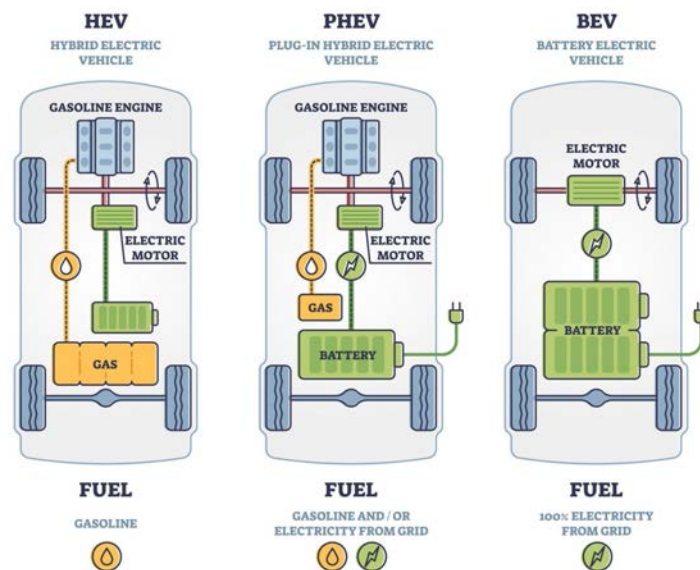 HEV
HYBRID ELECTRIC
VEHICLE
GASOLINE ENGINE
ELECTRIC
MOTOR
GAS
FUEL
GASOLINE
PHEV
PLUG-IN HYBRID ELECTRIC
VEHICLE
GASOLINE ENGINE
ELECTRIC
MOTOR
GAS
BATTERY
FUEL
GASOLINE AND / OR
ELECTRICITY FROM GRID
BEV
BATTERY ELECTRIC
VEHICLE
ELECTRIC
MOTOR
BATTERY
FUEL
100% ELECTRICITY
FROM GRID